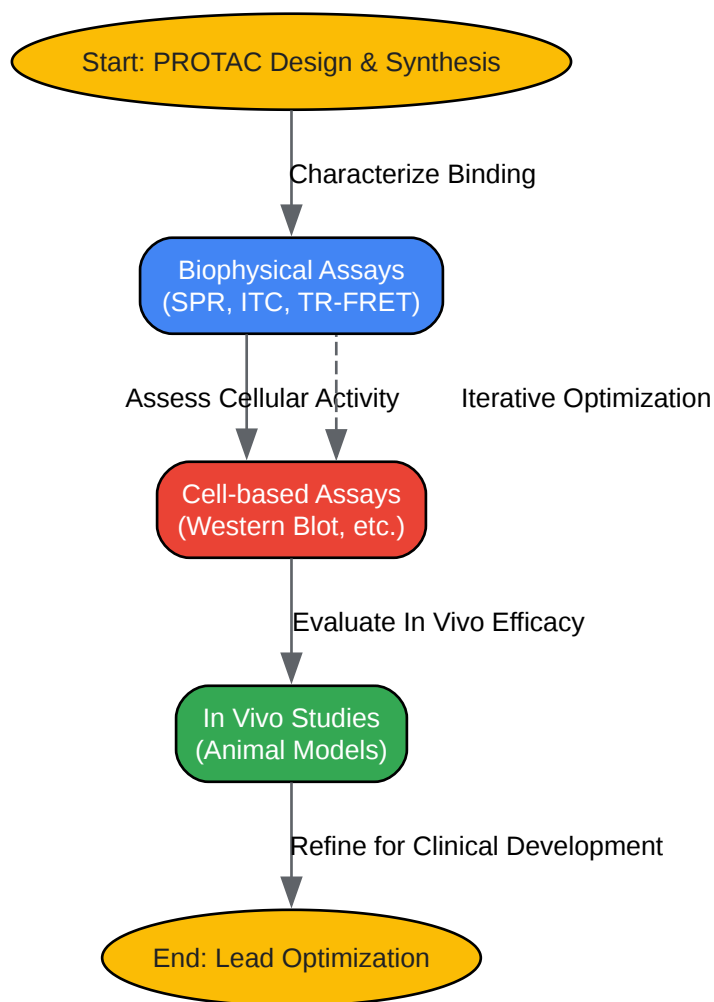 Start: PROTAC Design & Synthesis
Characterize Binding
Biophysical Assays
(SPR, ITC, TR-FRET)
Assess Cellular Activity
Iterative Optimization
Cell-based Assays
(Western Blot, etc.)
Evaluate In Vivo Efficacy
In Vivo Studies
(Animal Models)
Refine for Clinical Development
End: Lead Optimization